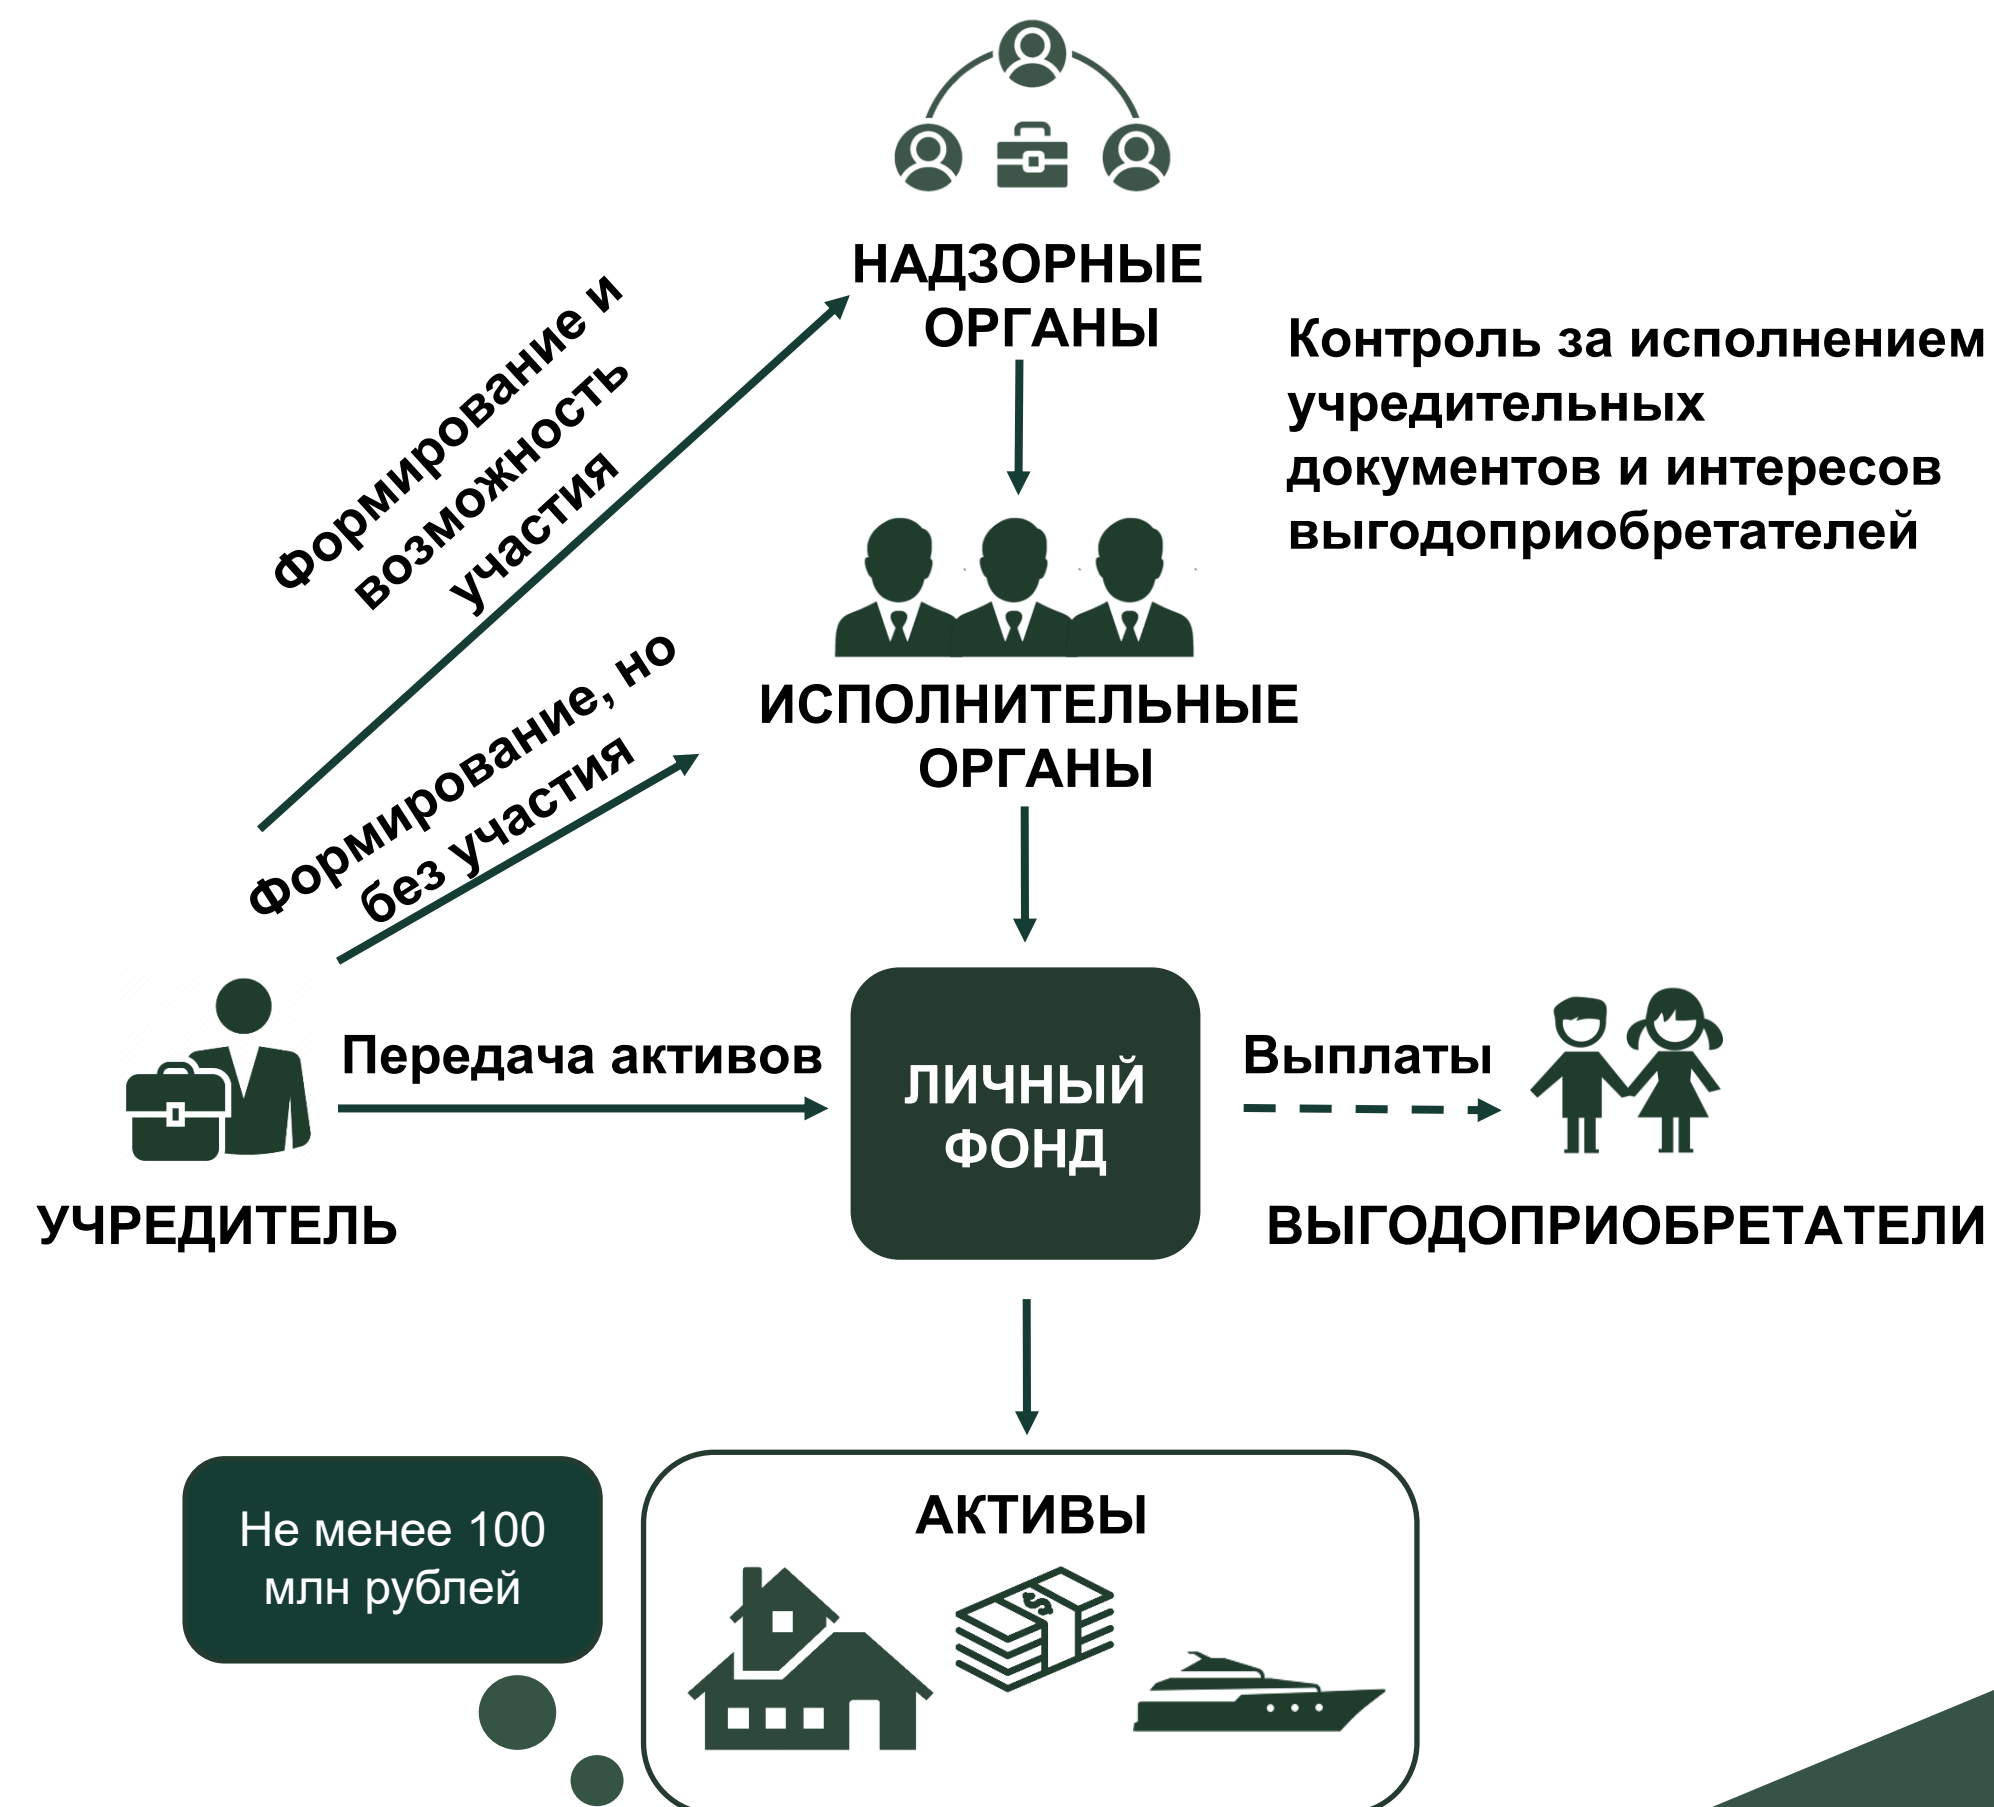 НАДЗОРНЫЕ
ОРГАНЫ
Контроль за исполнением
учредительных
документов и интересов
выгодоприобретателей
Формирование и
возможность
участия
ИСПОЛНИТЕЛЬНЫЕ
ОРГАНЫ
Формирование, но
без участия
Передача активов
ЛИЧНЫЙ
ФОНД
Выплаты
УЧРЕДИТЕЛЬ
ВЫГОДОПРИОБРЕТАТЕЛИ
Не менее 100
млн рублей
АКТИВЫ
$